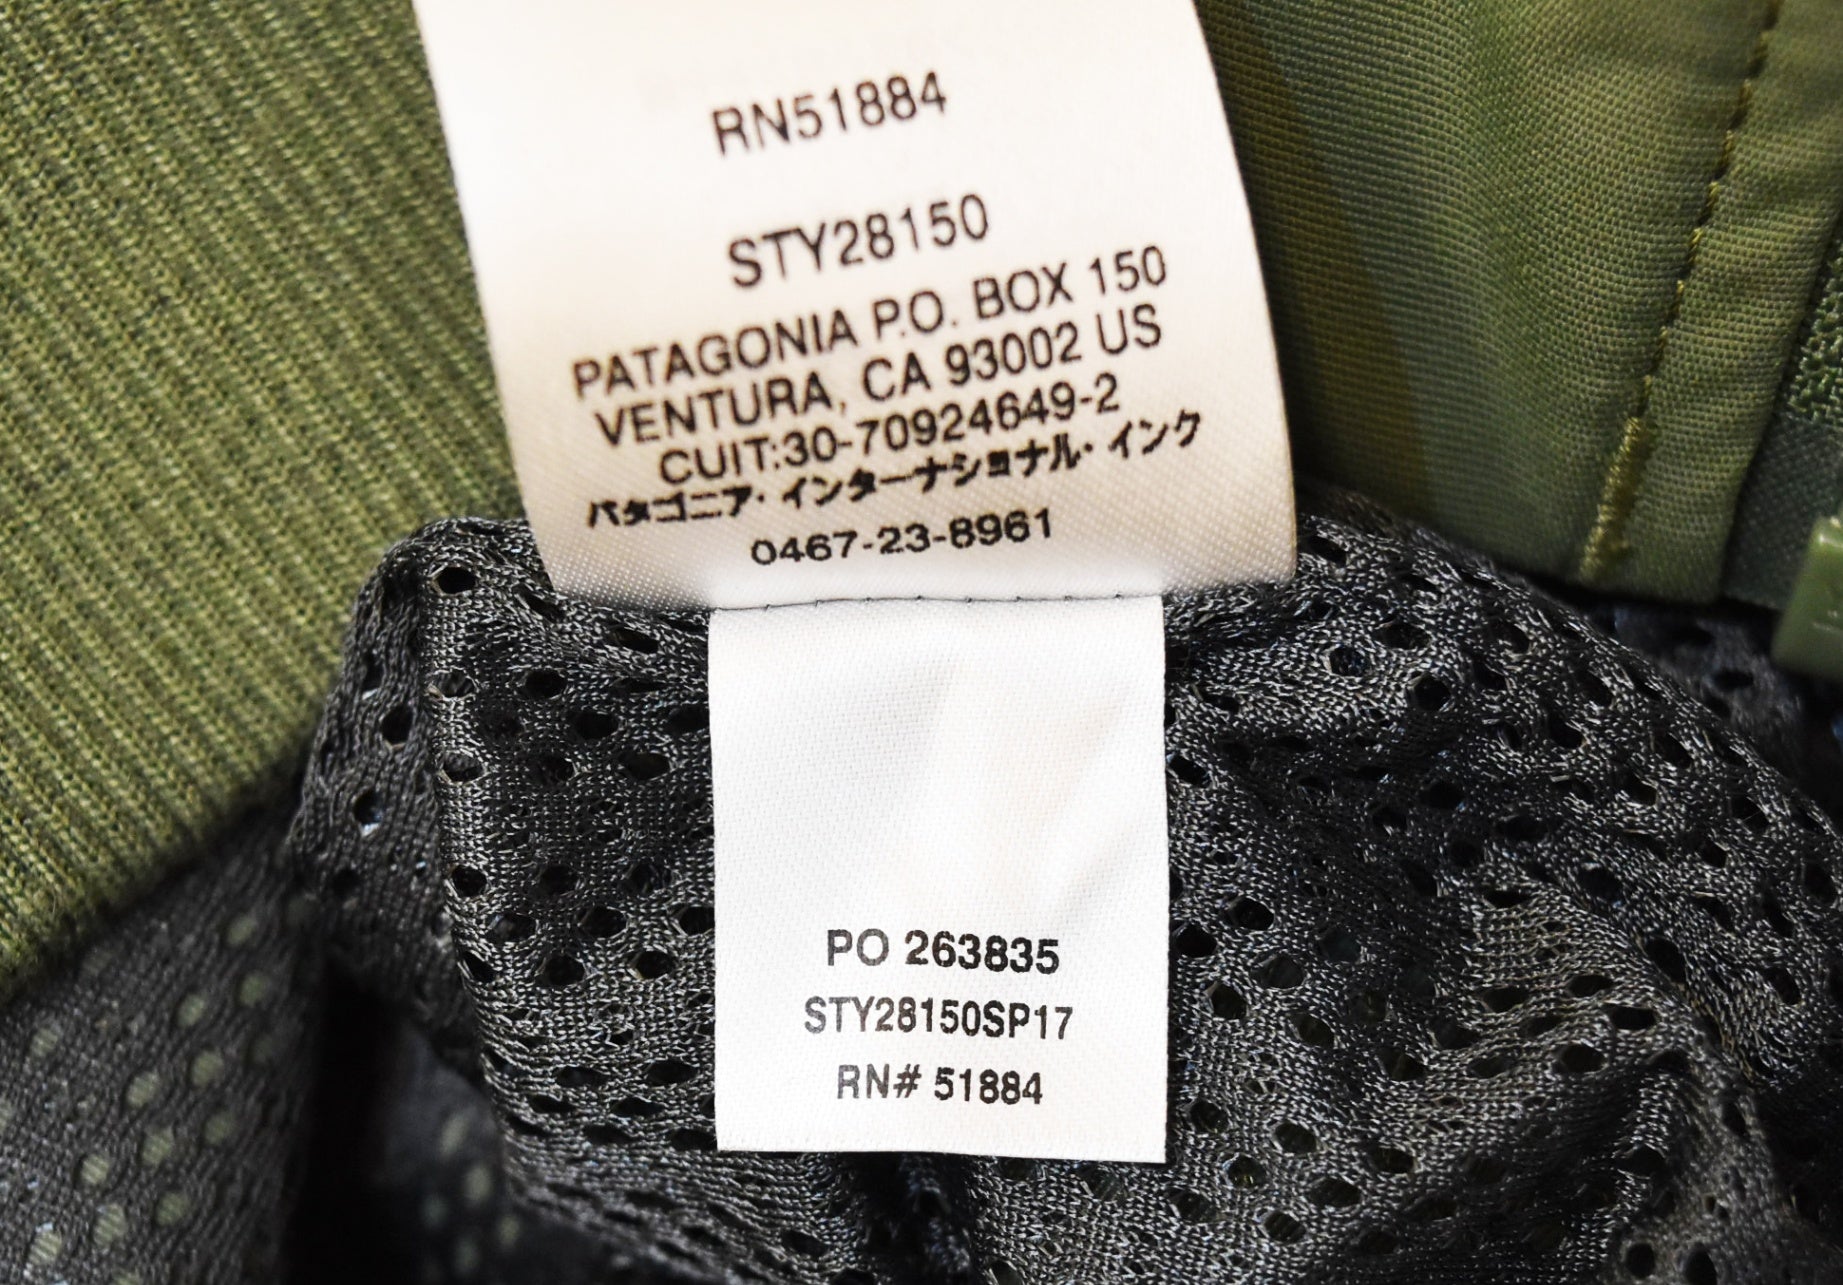 RN51884
STY28150
PATAGONIA P.O. BOX 150
VENTURA, CA 93002 US
CUIT:30-70924649-2
パタゴニア・インターナショナル・インク
0467-23-8961
PO 263835
STY28150SP17
RN# 51884